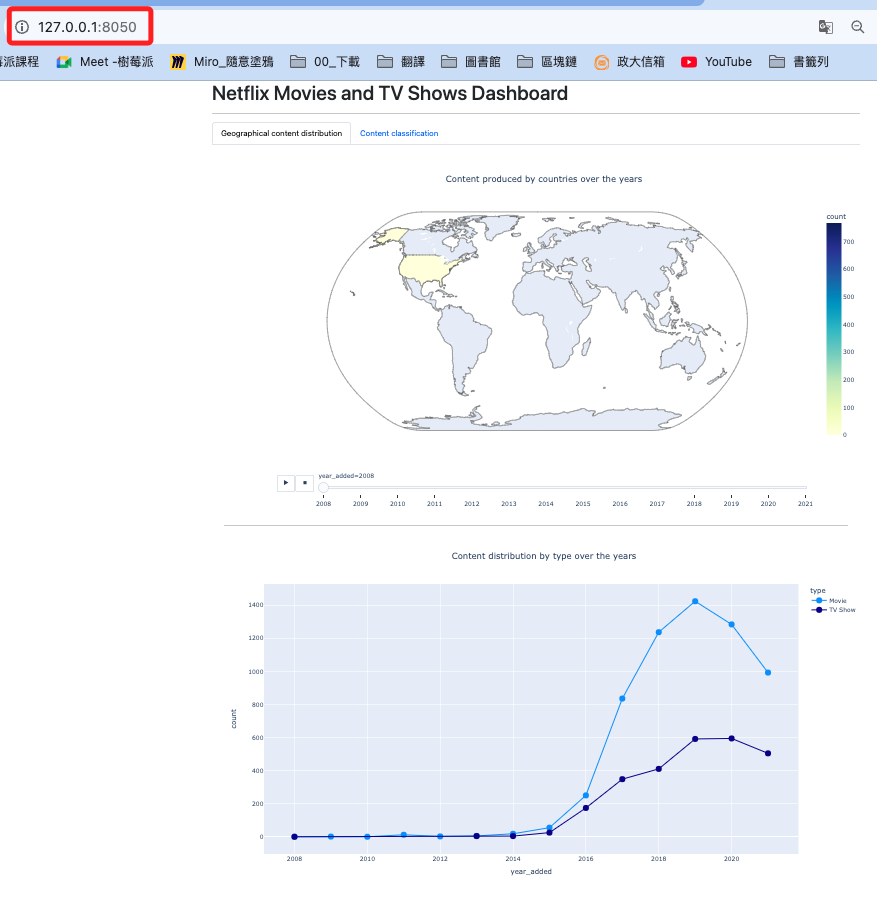 127.0.0.1:8050
莓派課程 Meet -樹莓派 Miro_隨意塗鴉 00_下載 翻譯 圖書館 區塊鏈 政大信箱 YouTube 書籤列
Netflix Movies and TV Shows Dashboard
Geographical content distribution Content classification
Content produced by countries over the years
count
700
600
500
400
300
200
100
0
year_added=2008
2008 2009 2010 2011 2012 2013 2014 2015 2016 2017 2018 2019 2020 2021
Content distribution by type over the years
type
Movie
TV Show
1400
1200
1000
800
600
400
200
0
count
2008 2010 2012 2014 2016 2018 2020
year_added